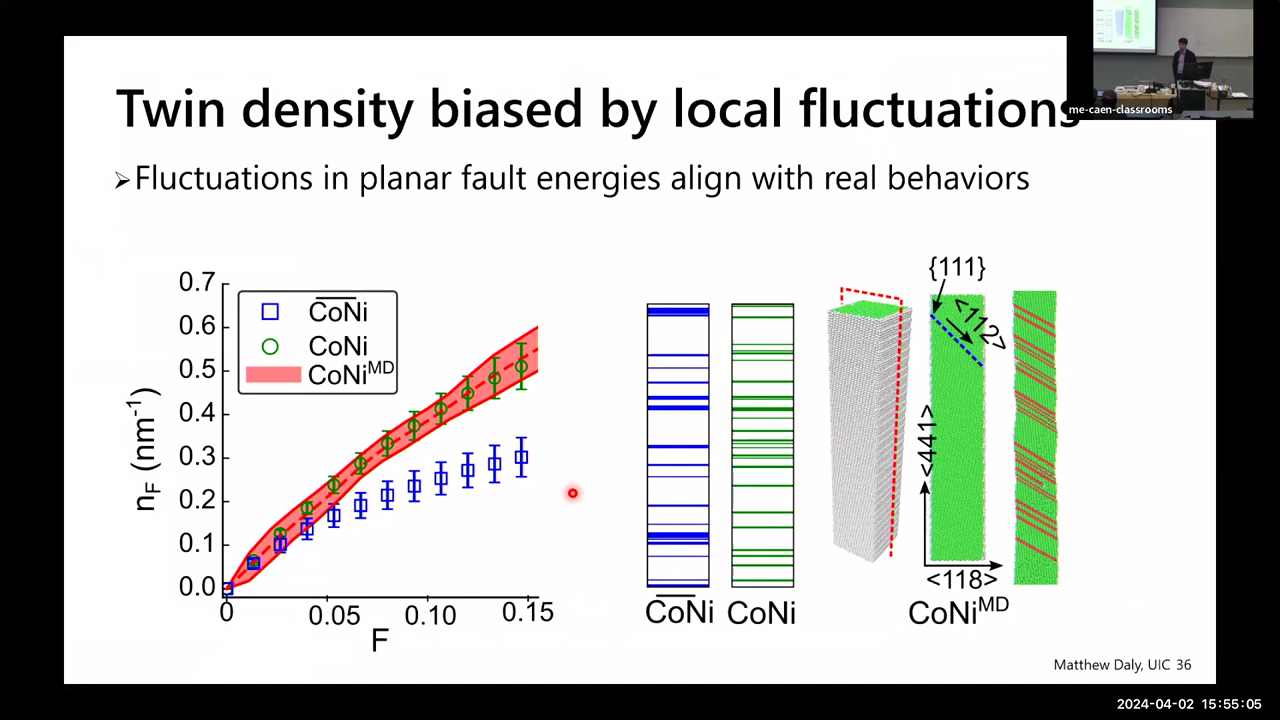 Twin density biased by local fluctuations
me-caen-classrooms
➢Fluctuations in planar fault energies align with real behaviors
0.7
0.6
0.5
0.4
0.3
0.2
0.1
0.0
n_F (nm⁻¹)
C̅o̅N̅i̅
CoNi
CoNi^MD
0
0.05
0.10
0.15
F
C̅o̅N̅i̅
CoNi
{111}
<112>
<441>
<118>
CoNi^MD
Matthew Daly, UIC 36
2024-04-02 15:55:05